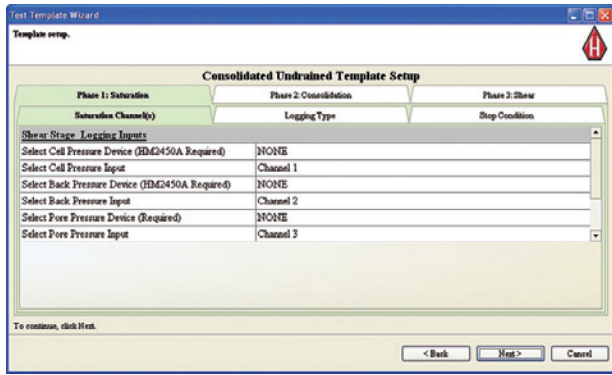 Test Template Wizard
Template setup.
H
Consolidated Undrained Template Setup
Phase 1: Saturation Phase 2: Consolidation Phase 3: Shear
Saturation Channel(s) Logging Type Stop Condition
Shear Stage Logging Inputs
Select Cell Pressure Device (HM2450A Required) NONE
Select Cell Pressure Input Channel 1
Select Back Pressure Device (HM2450A Required) NONE
Select Back Pressure Input Channel 2
Select Pore Pressure Device (Required) NONE
Select Pore Pressure Input Channel 3
To continue, click Next.
< Back Next > Cancel